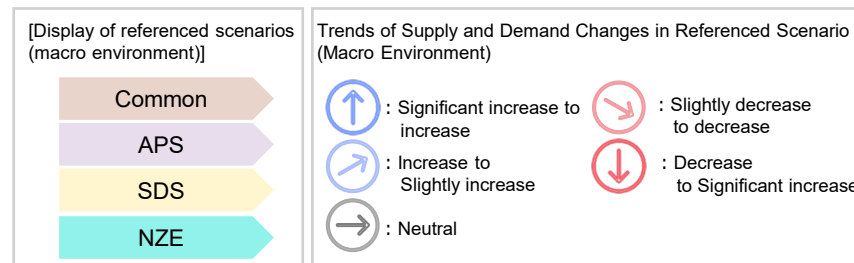 [Display of referenced scenarios
(macro environment)]
Common
APS
SDS
NZE
Trends of Supply and Demand Changes in Referenced Scenario
(Macro Environment)
: Significant increase to
increase
: Increase to
Slightly increase
: Neutral
: Slightly decrease
to decrease
: Decrease
to Significant increase